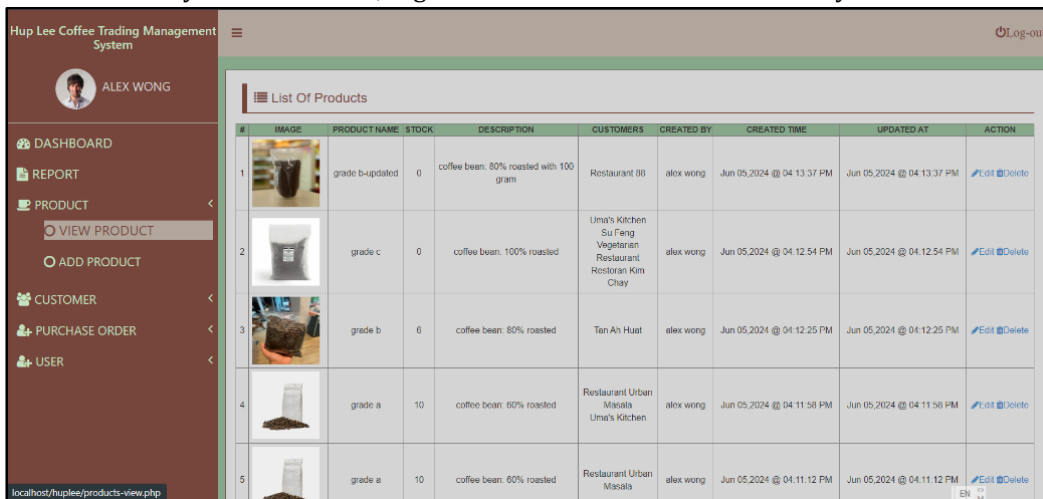 Hup Lee Coffee Trading Management
System
Log-out
ALEX WONG
DASHBOARD
REPORT
PRODUCT
VIEW PRODUCT
ADD PRODUCT
CUSTOMER
PURCHASE ORDER
USER
List Of Products
# IMAGE PRODUCT NAME STOCK DESCRIPTION CUSTOMERS CREATED BY CREATED TIME UPDATED AT ACTION
1 grade b-updated 0 coffee bean: 80% roasted with 100
gram Restaurant 88 alex wong Jun 05,2024 @ 04:13:37 PM Jun 05,2024 @ 04:13:37 PM Edit Delete
2 grade c 0 coffee bean: 100% roasted Uma's Kitchen
Su Feng
Vegetarian
Restaurant
Restoran Kim
Chay alex wong Jun 05,2024 @ 04:12:54 PM Jun 05,2024 @ 04:12:54 PM Edit Delete
3 grade b 6 coffee bean: 80% roasted Tan Ah Huat alex wong Jun 05,2024 @ 04:12:25 PM Jun 05,2024 @ 04:12:25 PM Edit Delete
4 grade a 10 coffee bean: 60% roasted Restaurant Urban
Masala
Uma's Kitchen alex wong Jun 05,2024 @ 04:11:58 PM Jun 05,2024 @ 04:11:58 PM Edit Delete
5 grade a 10 coffee bean: 60% roasted Restaurant Urban
Masala alex wong Jun 05,2024 @ 04:11:12 PM Jun 05,2024 @ 04:11:12 PM Edit Delete
localhost/huplee/products-view.php
EN